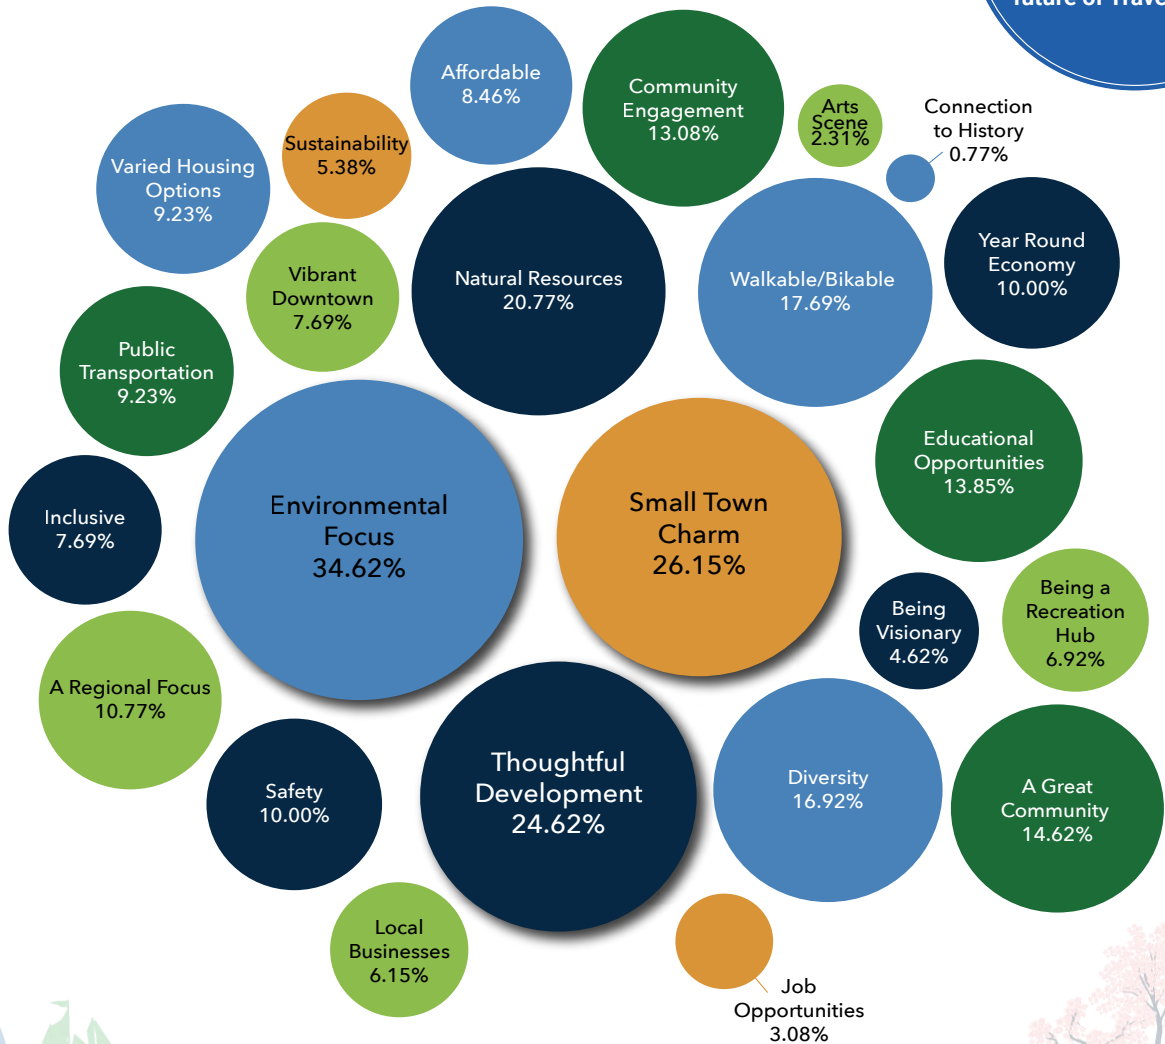 Affordable
8.46%
Community
Engagement
13.08%
Arts
Scene
2.31%
Connection
to History
0.77%
Sustainability
5.38%
Varied Housing
Options
9.23%
Vibrant
Downtown
7.69%
Natural Resources
20.77%
Walkable/Bikable
17.69%
Year Round
Economy
10.00%
Public
Transportation
9.23%
Educational
Opportunities
13.85%
Inclusive
7.69%
Environmental
Focus
34.62%
Small Town
Charm
26.15%
Being
Visionary
4.62%
Being a
Recreation
Hub
6.92%
A Regional Focus
10.77%
Safety
10.00%
Thoughtful
Development
24.62%
Diversity
16.92%
A Great
Community
14.62%
Local
Businesses
6.15%
Job
Opportunities
3.08%